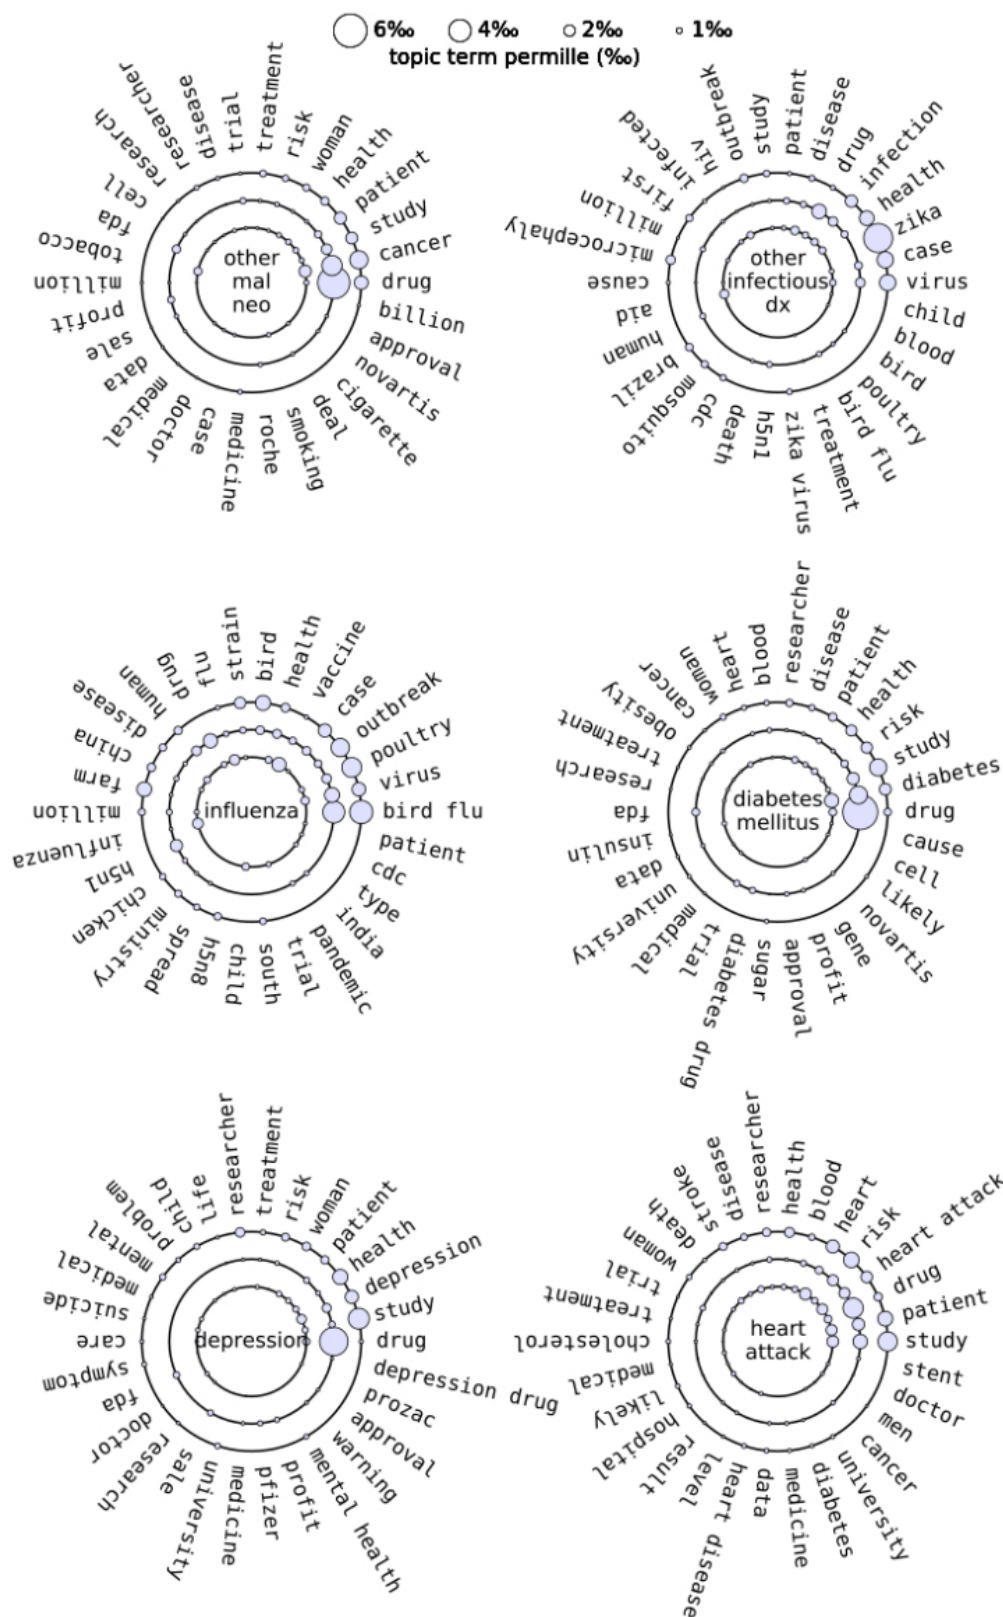 6‰ 4‰ 2‰ 1‰
topic term permille (‰)
other
mal
neo
drug
cancer
study
patient
health
woman
risk
treatment
trial
disease
researcher
research
cell
fda
tobacco
million
profit
sale
data
medical
doctor
case
medicine
roche
smoking
deal
cigarette
novartis
approval
billion
other
infectious
dx
virus
case
zika
health
infection
drug
disease
patient
study
outbreak
hiv
infected
first
million
microcephaly
cause
aid
human
brazil
mosquito
cdc
death
h5n1
zika virus
treatment
bird flu
poultry
bird
blood
child
influenza
bird flu
virus
poultry
outbreak
case
vaccine
health
bird
strain
flu
drug
human
disease
china
farm
million
influenza
h5n1
chicken
ministry
spread
h5n8
child
south
trial
pandemic
india
type
cdc
patient
diabetes
mellitus
drug
diabetes
study
risk
health
patient
disease
researcher
blood
heart
woman
cancer
obesity
treatment
research
fda
insulin
data
university
medical
trial
diabetes drug
sugar
approval
profit
gene
novartis
likely
cell
cause
depression
drug
study
depression
health
patient
woman
risk
treatment
researcher
life
child
problem
mental
medical
suicide
care
symptom
fda
doctor
research
sale
university
medicine
pfizer
profit
mental health
warning
approval
prozac
depression drug
heart
attack
study
patient
drug
heart attack
risk
heart
blood
health
researcher
disease
stroke
death
woman
trial
treatment
cholesterol
medical
likely
hospital
result
level
heart disease
data
medicine
diabetes
university
cancer
men
doctor
stent